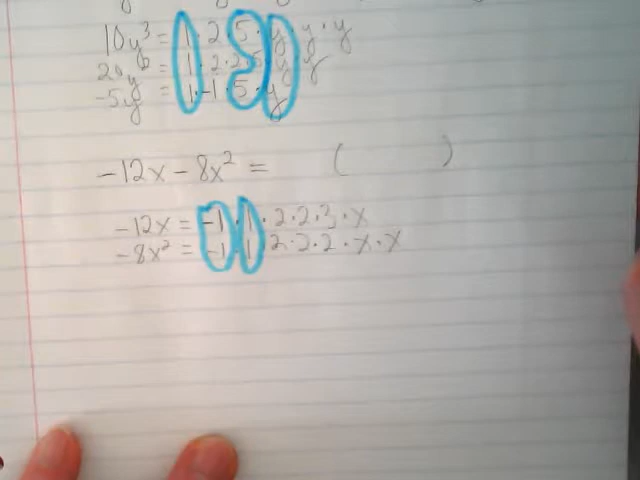 10y³ = 1 · 2 · 5 · y · y · y
= 1 · 2 · 2 · 5 · y · y
-5y = 1 · -1 · 5 · y
-12x - 8x² = ( )
-12x = -1 · 1 · 2 · 2 · 3 · x
-8x² = -1 · 1 · 2 · 2 · 2 · x · x